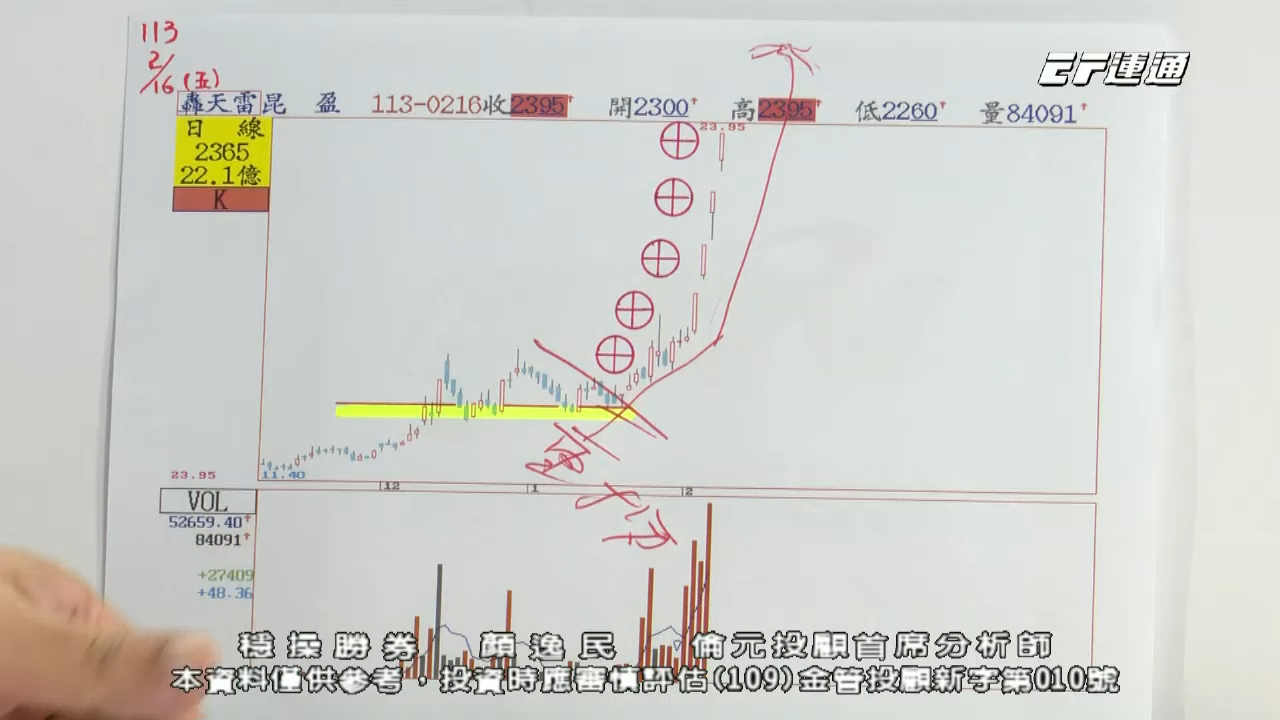 113
2/16(五)
EF運通
轟天雷昆 盈 113-0216收2395↑ 開2300↑ 高2395↑ 低2260↑ 量84091↑
日 線
2365
22.1億
K
23.95
23.95
11.40
12 1 2
VOL
52659.40↑
84091↑
+27409
+48.36
穩操勝券 顏逸民 倫元投顧首席分析師
本資料僅供參考，投資時應審慎評估(109)金管投顧新字第010號